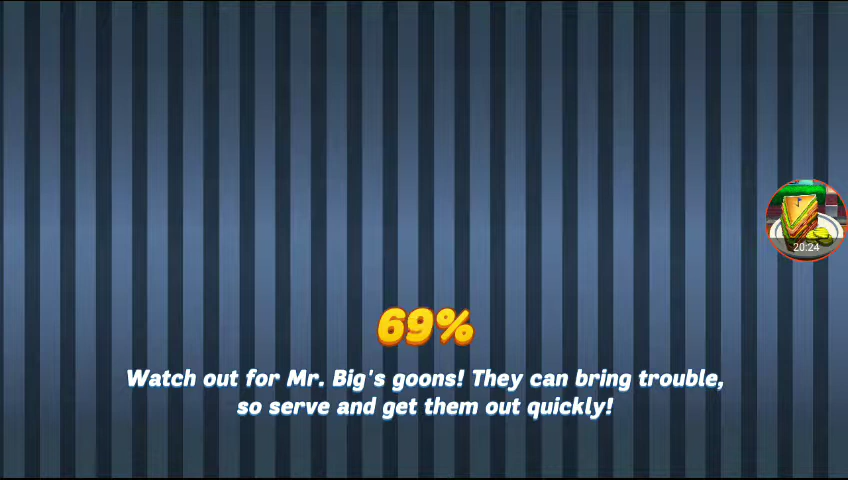 20:24
69%
Watch out for Mr. Big's goons! They can bring trouble,
so serve and get them out quickly!